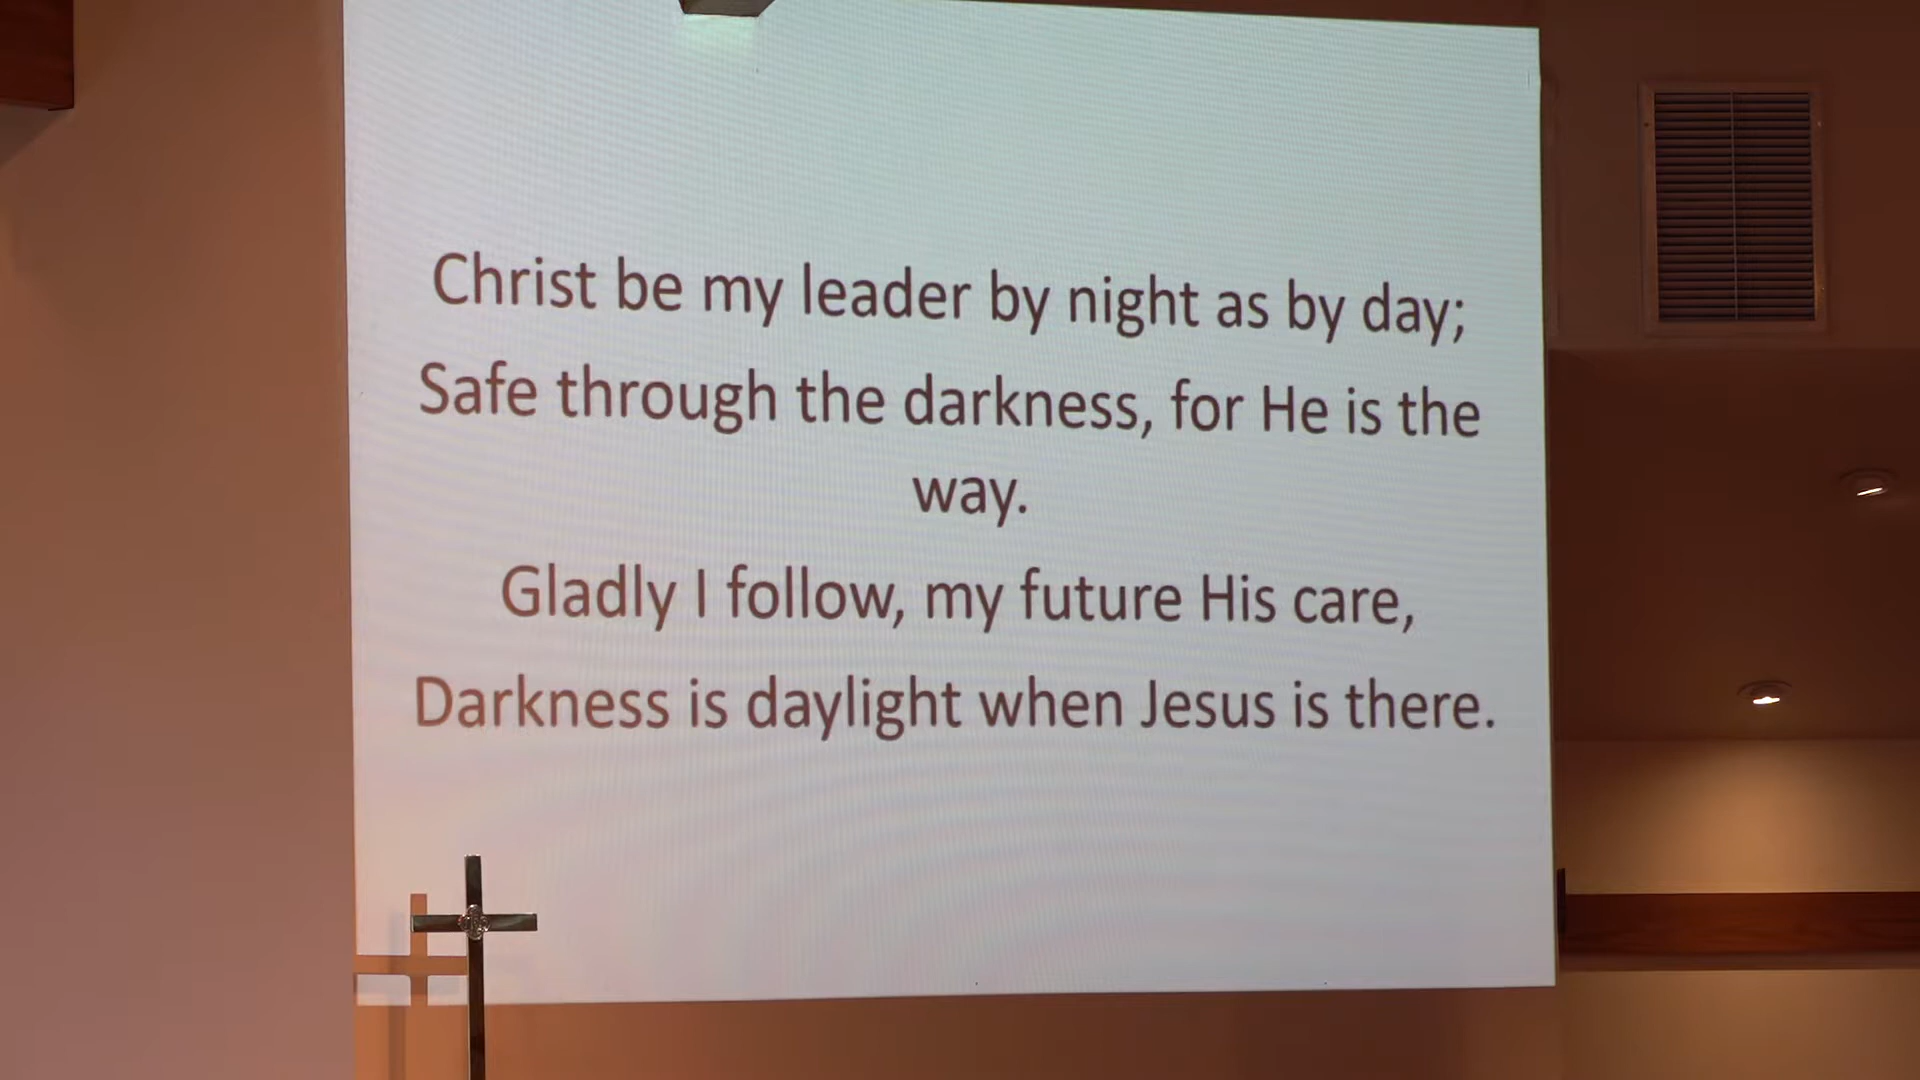 Christ be my leader by night as by day;
Safe through the darkness, for He is the
way.
Gladly I follow, my future His care,
Darkness is daylight when Jesus is there.